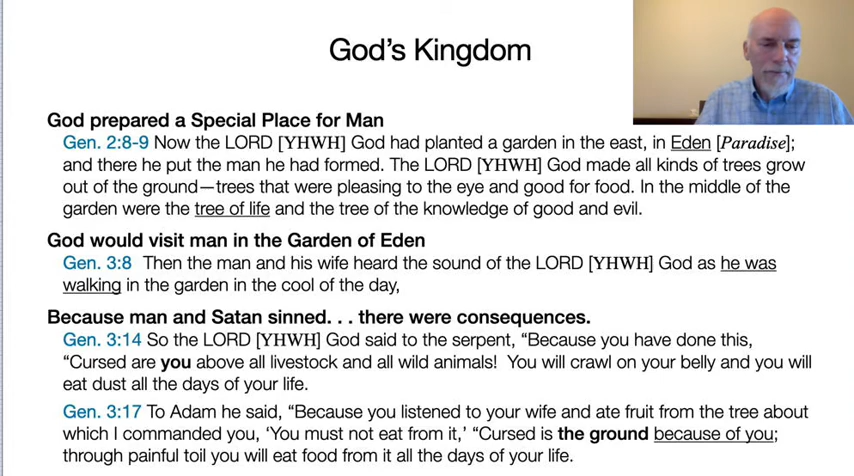 God's Kingdom
God prepared a Special Place for Man
Gen. 2:8-9 Now the LORD [YHWH] God had planted a garden in the east, in Eden [Paradise];
and there he put the man he had formed. The LORD [YHWH] God made all kinds of trees grow
out of the ground—trees that were pleasing to the eye and good for food. In the middle of the
garden were the tree of life and the tree of the knowledge of good and evil.
God would visit man in the Garden of Eden
Gen. 3:8 Then the man and his wife heard the sound of the LORD [YHWH] God as he was
walking in the garden in the cool of the day,
Because man and Satan sinned. . . there were consequences.
Gen. 3:14 So the LORD [YHWH] God said to the serpent, “Because you have done this,
“Cursed are you above all livestock and all wild animals! You will crawl on your belly and you will
eat dust all the days of your life.
Gen. 3:17 To Adam he said, “Because you listened to your wife and ate fruit from the tree about
which I commanded you, ‘You must not eat from it,’ “Cursed is the ground because of you;
through painful toil you will eat food from it all the days of your life.